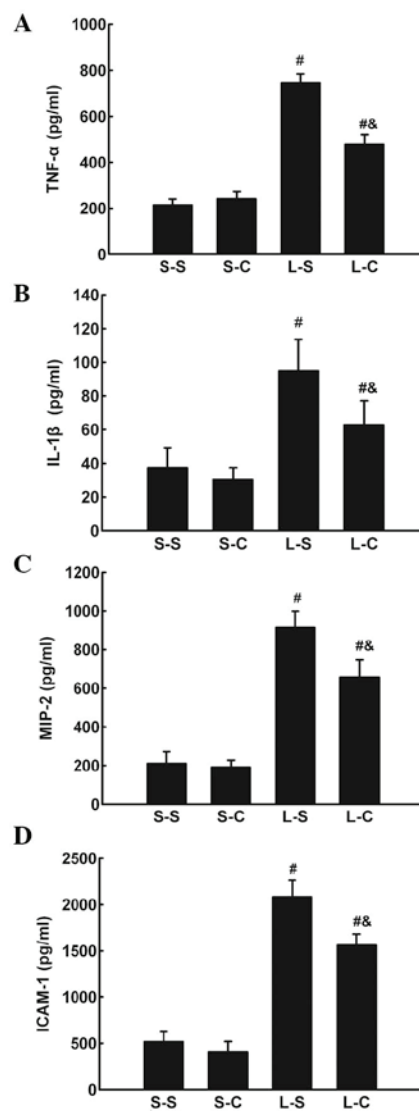 A
TNF-α (pg/ml)
1000
800
600
400
200
0
#
#&
S-S S-C L-S L-C
B
IL-1β (pg/ml)
140
120
100
80
60
40
20
0
#
#&
S-S S-C L-S L-C
C
MIP-2 (pg/ml)
1200
1000
800
600
400
200
0
#
#&
S-S S-C L-S L-C
D
ICAM-1 (pg/ml)
2500
2000
1500
1000
500
0
#
#&
S-S S-C L-S L-C